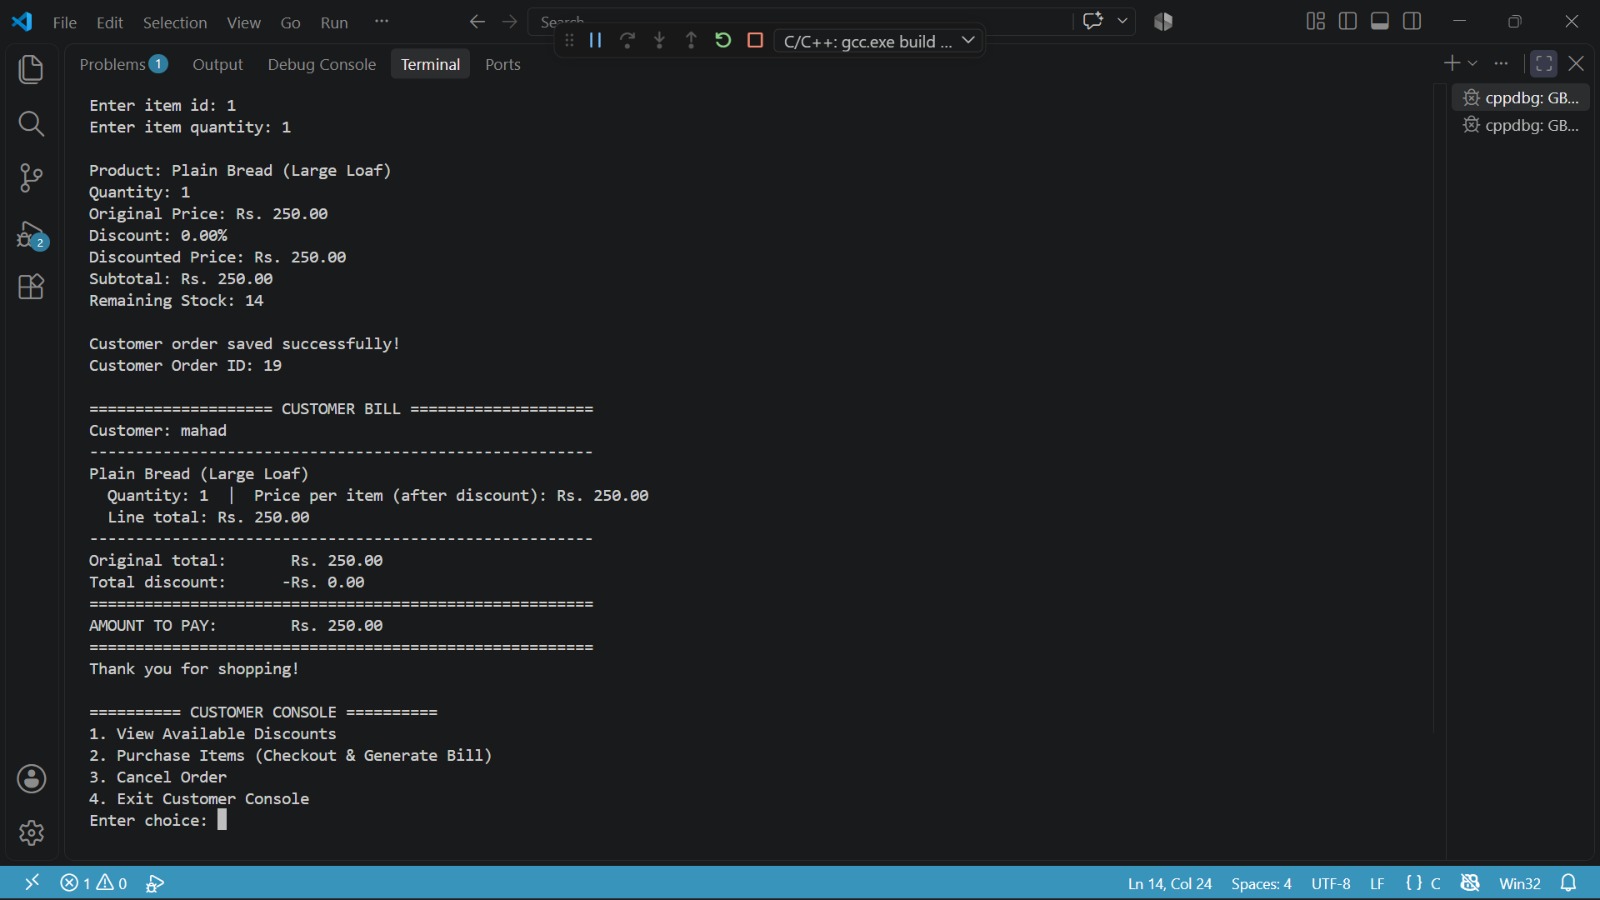 File Edit Selection View Go Run ···
Search
C/C++: gcc.exe build ...
Problems 1 Output Debug Console Terminal Ports
cppdbg: GB...
cppdbg: GB...
2
Enter item id: 1
Enter item quantity: 1
Product: Plain Bread (Large Loaf)
Quantity: 1
Original Price: Rs. 250.00
Discount: 0.00%
Discounted Price: Rs. 250.00
Subtotal: Rs. 250.00
Remaining Stock: 14
Customer order saved successfully!
Customer Order ID: 19
==================== CUSTOMER BILL ====================
Customer: mahad
-------------------------------------------------------
Plain Bread (Large Loaf)
  Quantity: 1  |  Price per item (after discount): Rs. 250.00
  Line total: Rs. 250.00
-------------------------------------------------------
Original total:       Rs. 250.00
Total discount:      -Rs. 0.00
=======================================================
AMOUNT TO PAY:        Rs. 250.00
=======================================================
Thank you for shopping!
========== CUSTOMER CONSOLE ==========
1. View Available Discounts
2. Purchase Items (Checkout & Generate Bill)
3. Cancel Order
4. Exit Customer Console
Enter choice:
1 0 Ln 14, Col 24 Spaces: 4 UTF-8 LF {} C Win32